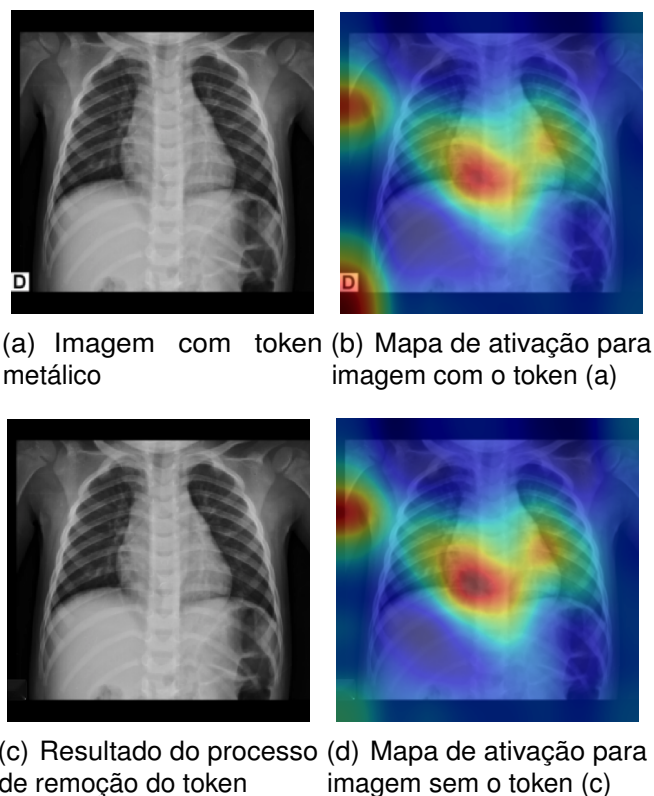 D
D
(a) Imagem com token
metálico
(b) Mapa de ativação para
imagem com o token (a)
(c) Resultado do processo
de remoção do token
(d) Mapa de ativação para
imagem sem o token (c)